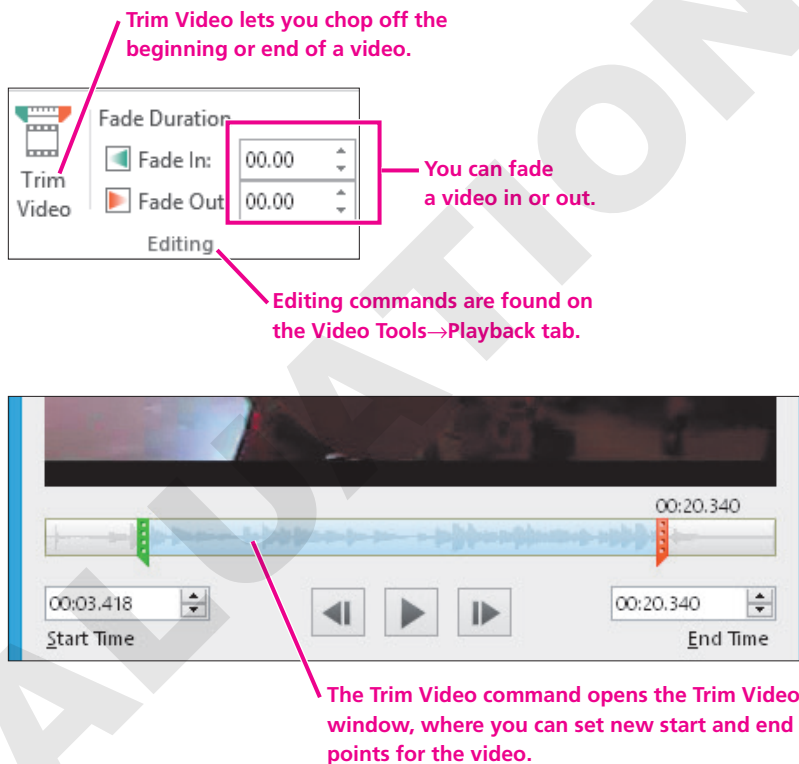 Trim Video lets you chop off the
beginning or end of a video.
Fade Duration
Fade In:
00.00
Trim
Video
Fade Out
00.00
Editing
You can fade
a video in or out.
Editing commands are found on
the Video Tools→Playback tab.
00:20.340
00:03.418
00:20.340
Start Time
End Time
The Trim Video command opens the Trim Video
window, where you can set new start and end
points for the video.
ALUATION